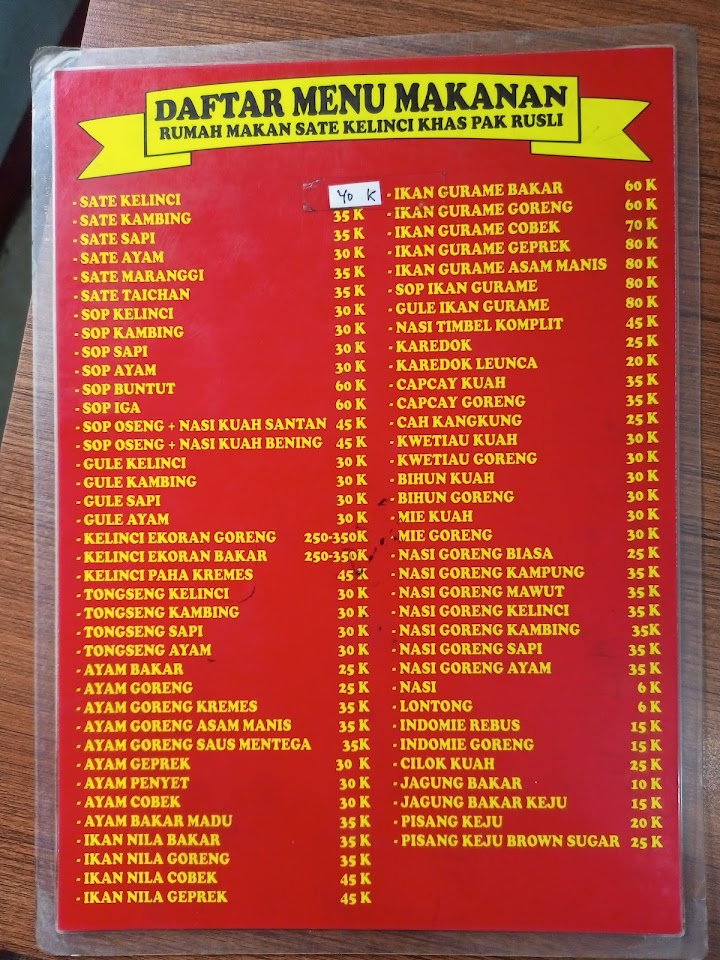 DAFTAR MENU MAKANAN
RUMAH MAKAN SATE KELINCI KHAS PAK RUSLI
- SATE KELINCI 40 K
- SATE KAMBING 35 K
- SATE SAPI 35 K
- SATE AYAM 30 K
- SATE MARANGGI 35 K
- SATE TAICHAN 35 K
- SOP KELINCI 30 K
- SOP KAMBING 30 K
- SOP SAPI 30 K
- SOP AYAM 30 K
- SOP BUNTUT 60 K
- SOP IGA 60 K
- SOP OSENG + NASI KUAH SANTAN 45 K
- SOP OSENG + NASI KUAH BENING 45 K
- GULE KELINCI 30 K
- GULE KAMBING 30 K
- GULE SAPI 30 K
- GULE AYAM 30 K
- KELINCI EKORAN GORENG 250-350K
- KELINCI EKORAN BAKAR 250-350K
- KELINCI PAHA KREMES 45 K
- TONGSENG KELINCI 30 K
- TONGSENG KAMBING 30 K
- TONGSENG SAPI 30 K
- TONGSENG AYAM 30 K
- AYAM BAKAR 25 K
- AYAM GORENG 25 K
- AYAM GORENG KREMES 35 K
- AYAM GORENG ASAM MANIS 35 K
- AYAM GORENG SAUS MENTEGA 35K
- AYAM GEPREK 30 K
- AYAM PENYET 30 K
- AYAM COBEK 30 K
- AYAM BAKAR MADU 35 K
- IKAN NILA BAKAR 35 K
- IKAN NILA GORENG 35 K
- IKAN NILA COBEK 45 K
- IKAN NILA GEPREK 45 K
- IKAN GURAME BAKAR 60 K
- IKAN GURAME GORENG 60 K
- IKAN GURAME COBEK 70 K
- IKAN GURAME GEPREK 80 K
- IKAN GURAME ASAM MANIS 80 K
- SOP IKAN GURAME 80 K
- GULE IKAN GURAME 80 K
- NASI TIMBEL KOMPLIT 45 K
- KAREDOK 25 K
- KAREDOK LEUNCA 20 K
- CAPCAY KUAH 35 K
- CAPCAY GORENG 35 K
- CAH KANGKUNG 25 K
- KWETIAU KUAH 30 K
- KWETIAU GORENG 30 K
- BIHUN KUAH 30 K
- BIHUN GORENG 30 K
- MIE KUAH 30 K
- MIE GORENG 30 K
- NASI GORENG BIASA 25 K
- NASI GORENG KAMPUNG 35 K
- NASI GORENG MAWUT 35 K
- NASI GORENG KELINCI 35 K
- NASI GORENG KAMBING 35K
- NASI GORENG SAPI 35 K
- NASI GORENG AYAM 35 K
- NASI 6 K
- LONTONG 6 K
- INDOMIE REBUS 15 K
- INDOMIE GORENG 15 K
- CILOK KUAH 25 K
- JAGUNG BAKAR 10 K
- JAGUNG BAKAR KEJU 15 K
- PISANG KEJU 20 K
- PISANG KEJU BROWN SUGAR 25 K